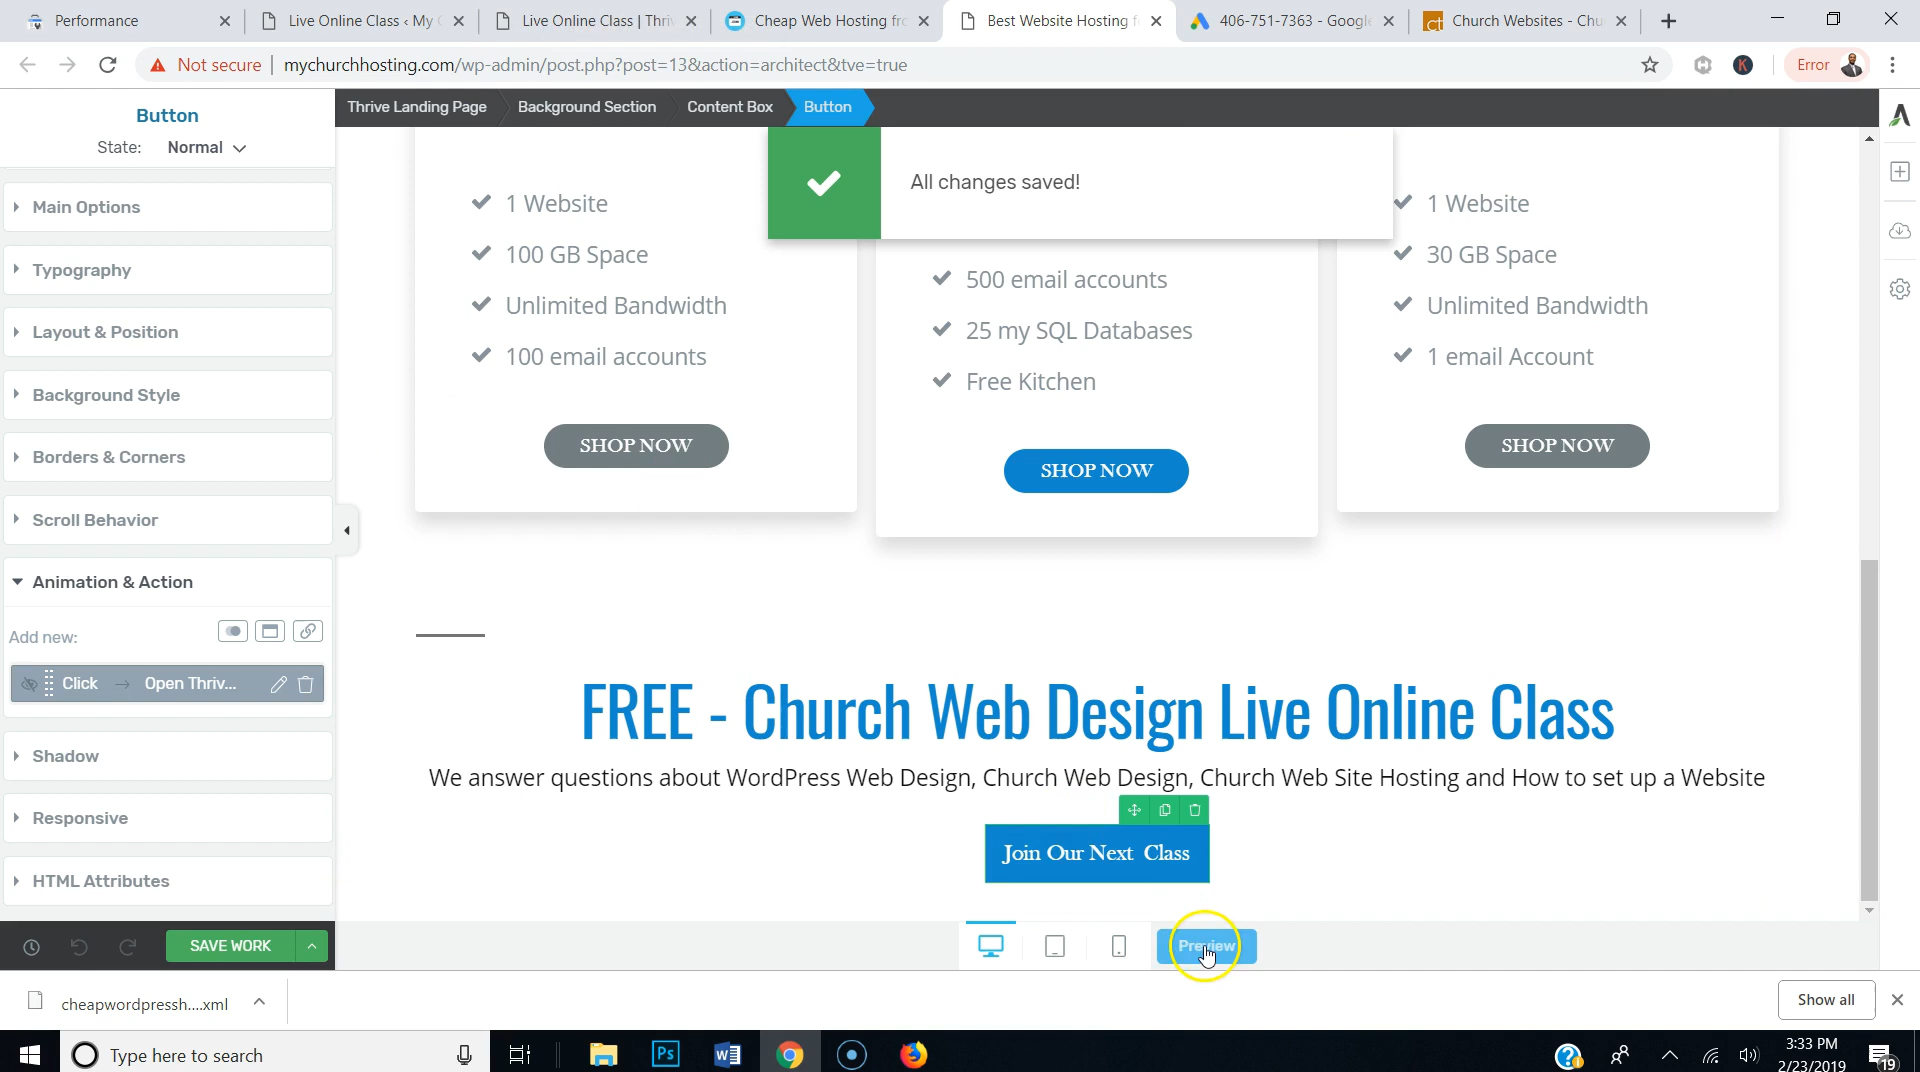 Performance
Live Online Class ‹ My C
Live Online Class | Thri
Cheap Web Hosting fro
Best Website Hosting f
406-751-7363 - Google
Church Websites - Chu
Not secure | mychurchhosting.com/wp-admin/post.php?post=13&action=architect&tve=true
K
Error
Button
State: Normal
Thrive Landing Page
Background Section
Content Box
Button
Main Options
Typography
Layout & Position
Background Style
Borders & Corners
Scroll Behavior
Animation & Action
Add new:
Click → Open Thriv...
Shadow
Responsive
HTML Attributes
SAVE WORK
All changes saved!
1 Website
100 GB Space
Unlimited Bandwidth
100 email accounts
SHOP NOW
500 email accounts
25 my SQL Databases
Free Kitchen
SHOP NOW
1 Website
30 GB Space
Unlimited Bandwidth
1 email Account
SHOP NOW
FREE - Church Web Design Live Online Class
We answer questions about WordPress Web Design, Church Web Design, Church Web Site Hosting and How to set up a Website
Join Our Next Class
Preview
cheapwordpressh....xml
Show all
Type here to search
Ps
3:33 PM
2/23/2019
19